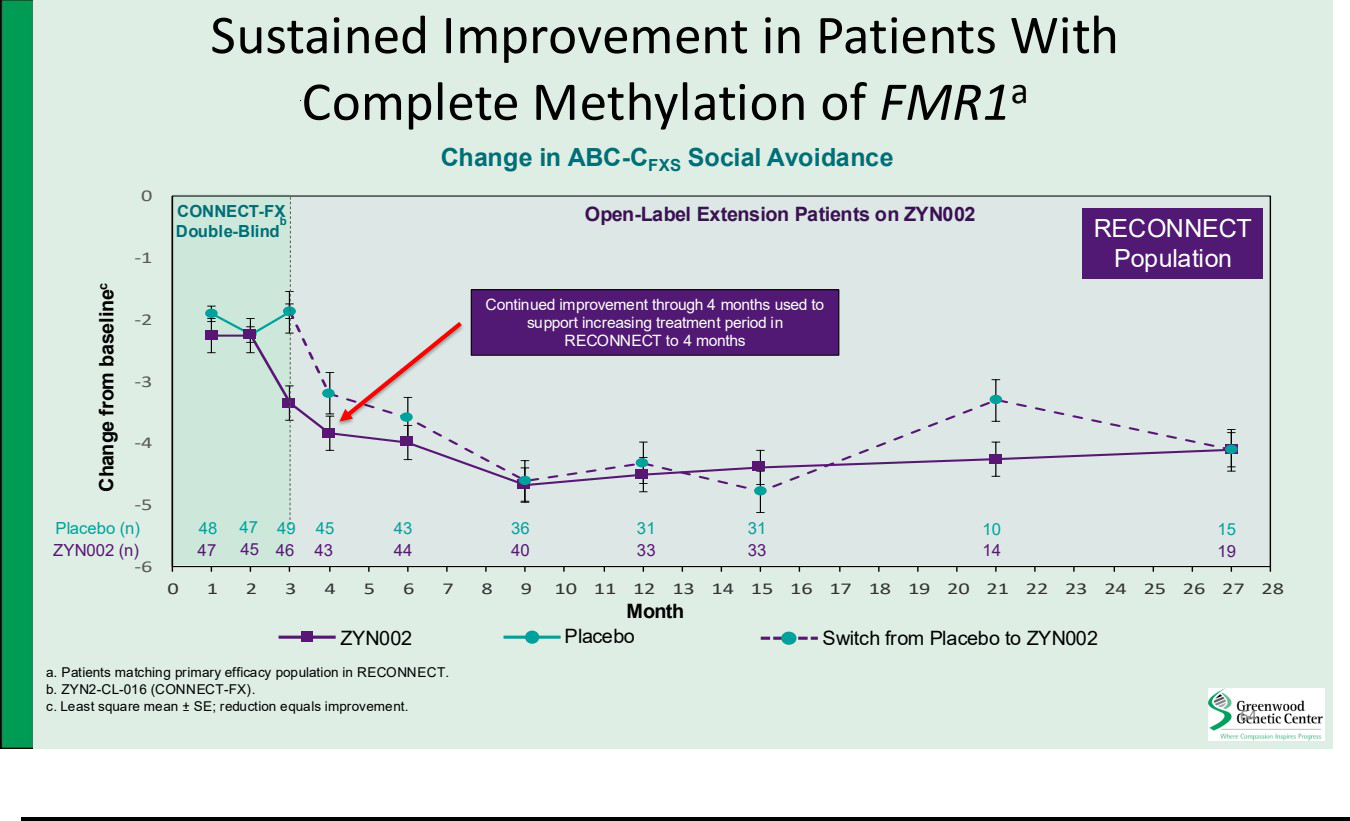 Sustained Improvement in Patients With
Complete Methylation of FMR1a
Change in ABC-CFXS Social Avoidance
CONNECT-FX
Double-Blindb
Open-Label Extension Patients on ZYN002
RECONNECT
Population
Continued improvement through 4 months used to
support increasing treatment period in
RECONNECT to 4 months
Change from baselinec
0
-1
-2
-3
-4
-5
-6
Placebo (n) 48 47 49 45 43 36 31 31 10 15
ZYN002 (n) 47 45 46 43 44 40 33 33 14 19
0 1 2 3 4 5 6 7 8 9 10 11 12 13 14 15 16 17 18 19 20 21 22 23 24 25 26 27 28
Month
ZYN002 Placebo Switch from Placebo to ZYN002
a. Patients matching primary efficacy population in RECONNECT.
b. ZYN2-CL-016 (CONNECT-FX).
c. Least square mean ± SE; reduction equals improvement.
Greenwood
Genetic Center
Where Compassion Inspires Progress